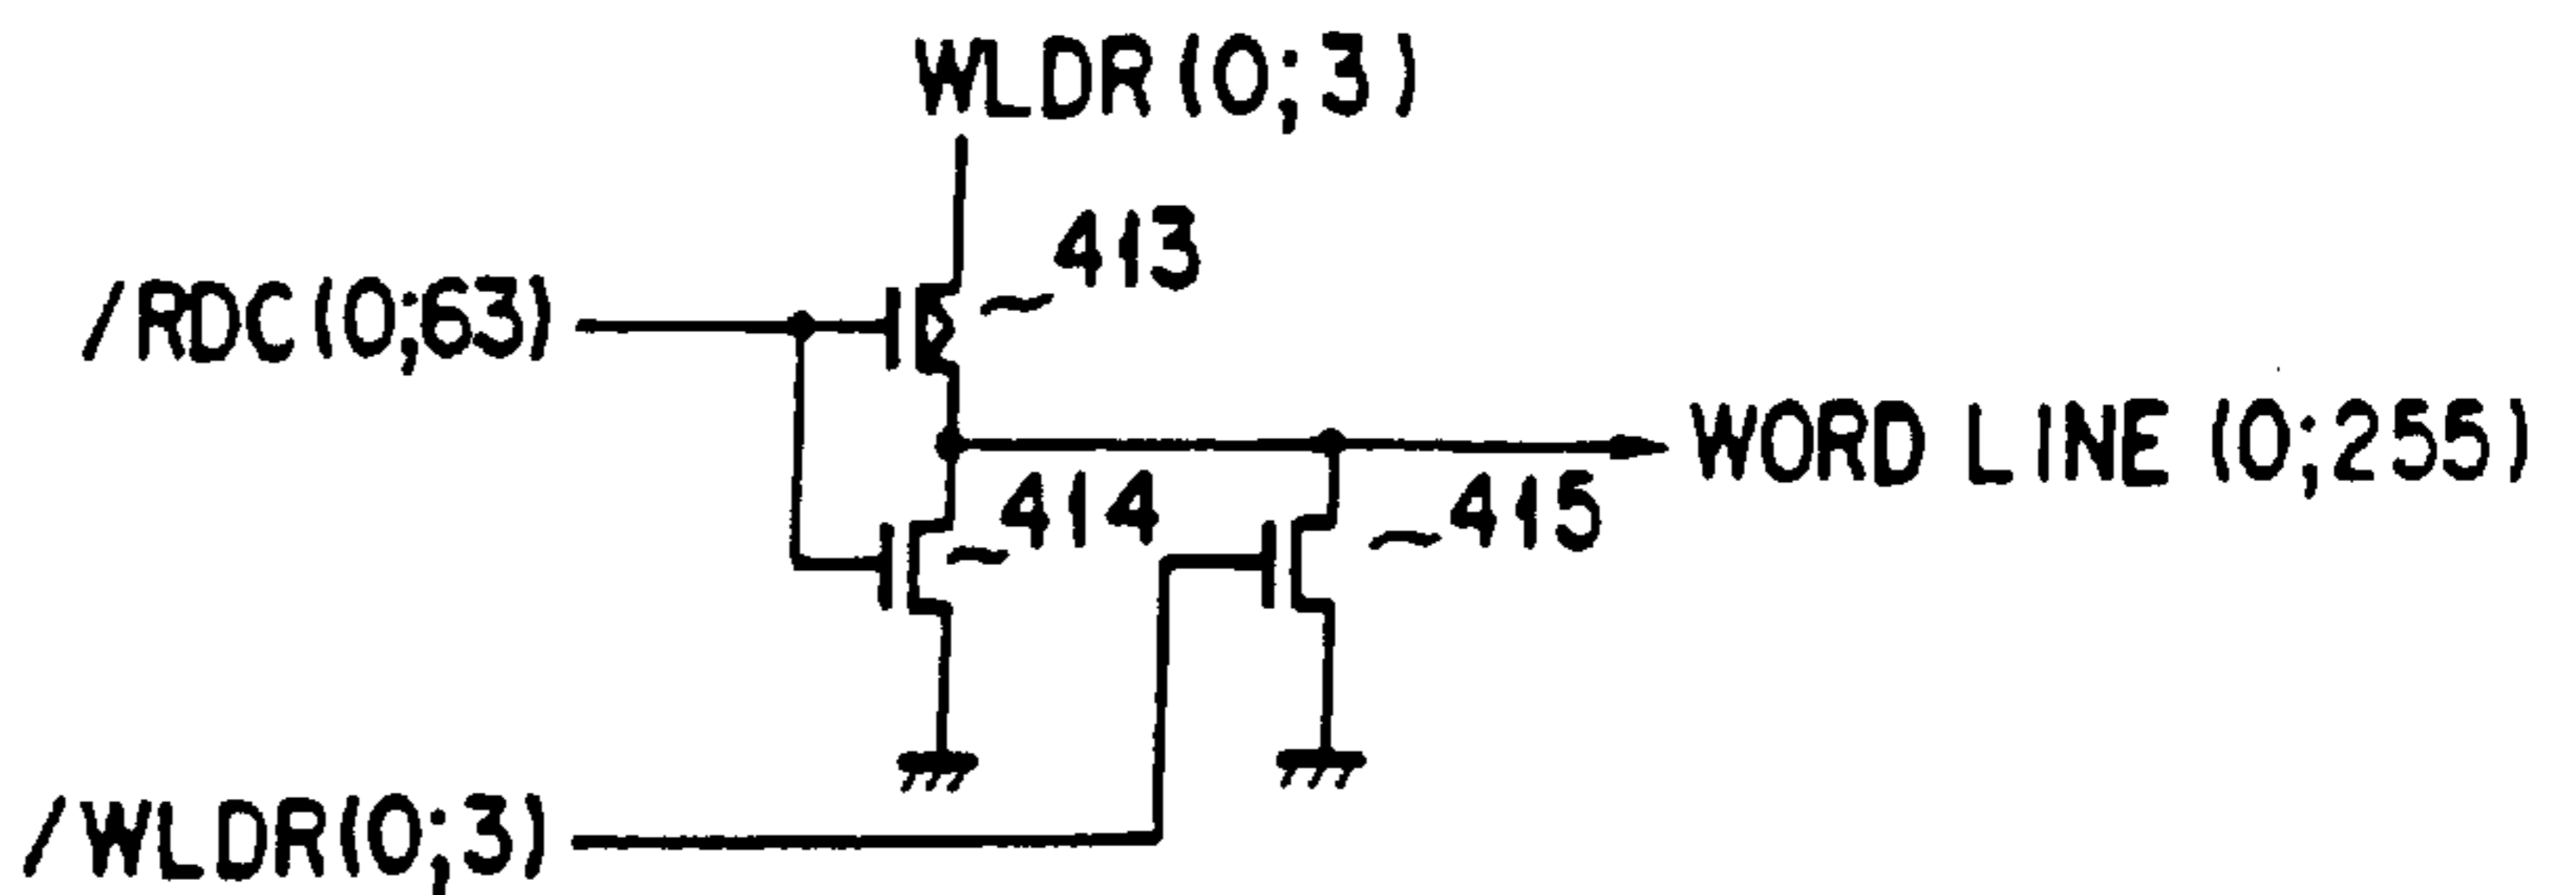 WLDR(0;3)
413
/RDC(0;63)
WORD LINE (0;255)
414
415
/WLDR(0;3)